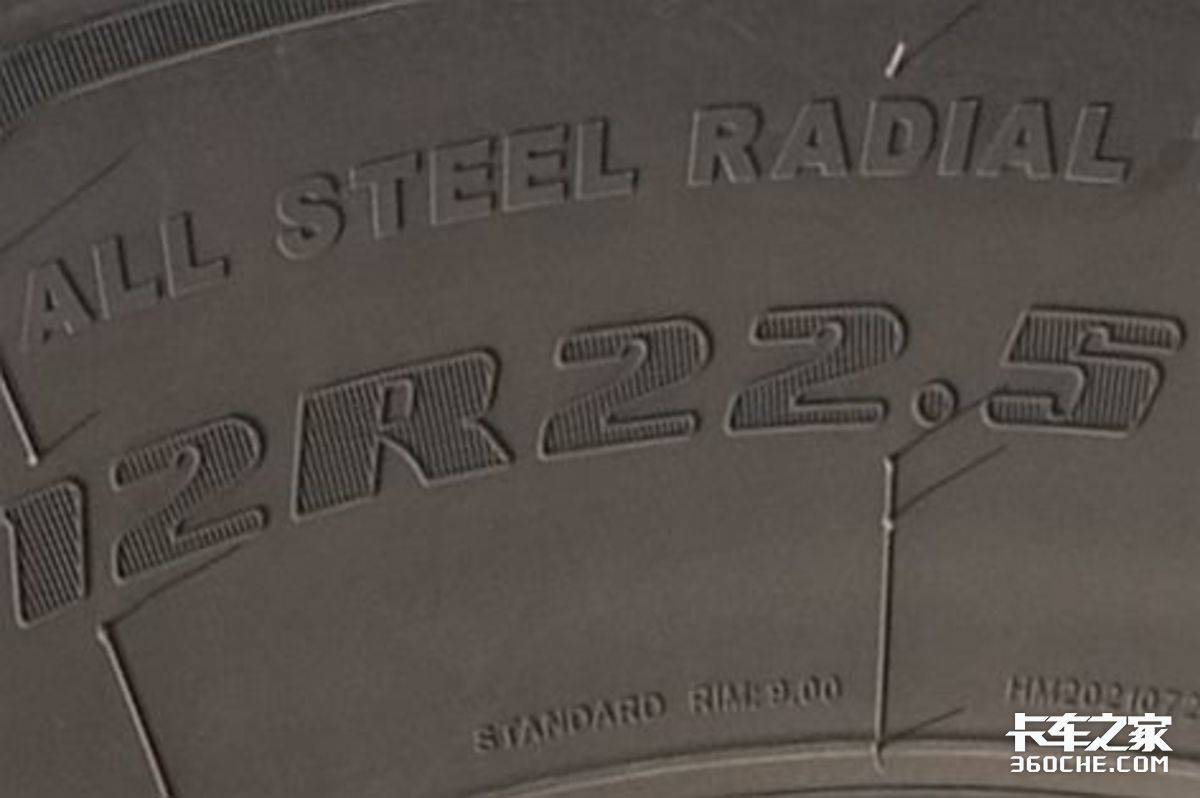 ALL STEEL RADIAL
12R22.5
STANDARD RIM: 9.00
卡车之家
360CHE.COM